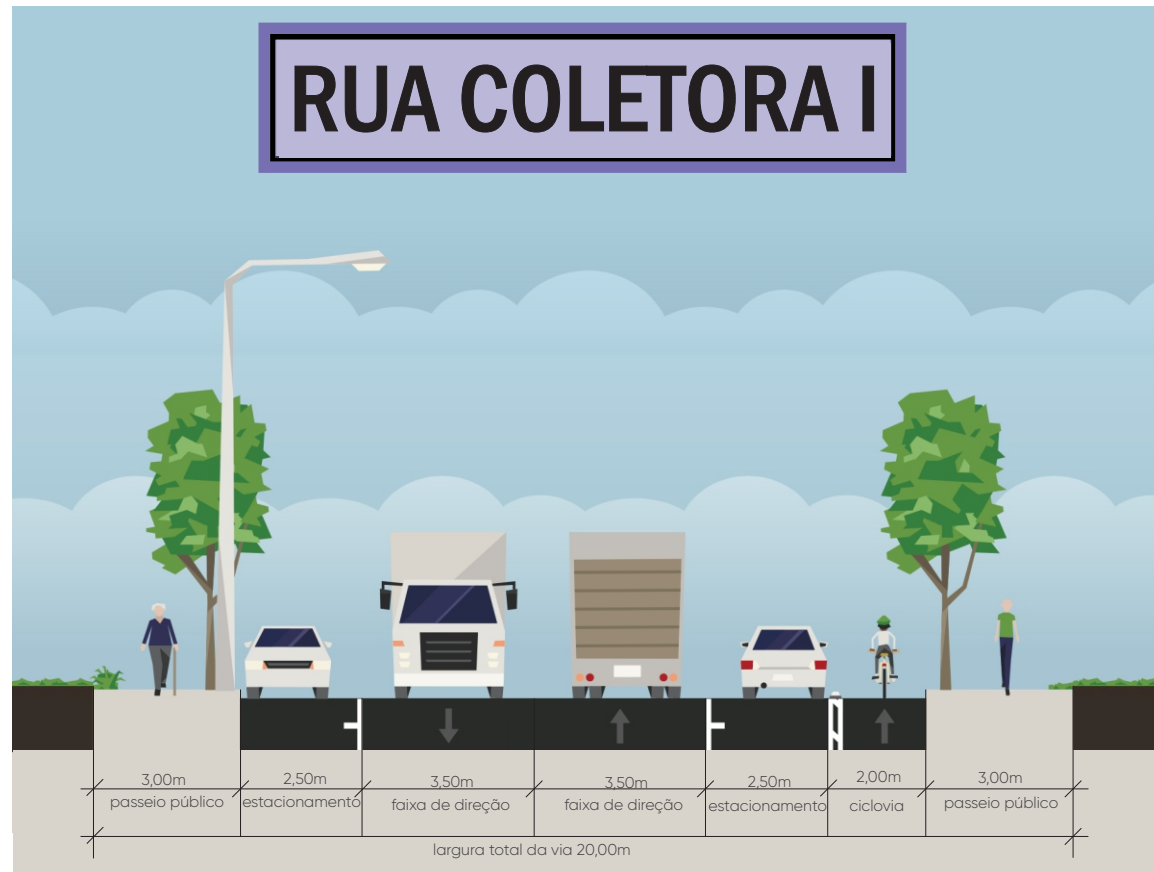 RUA COLETORA I
3,00m
passeio público
2,50m
estacionamento
3,50m
faixa de direção
3,50m
faixa de direção
2,50m
estacionamento
2,00m
ciclovia
3,00m
passeio público
largura total da via 20,00m